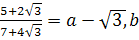 (5+2√3)/(7+4√3) = a − √3, b